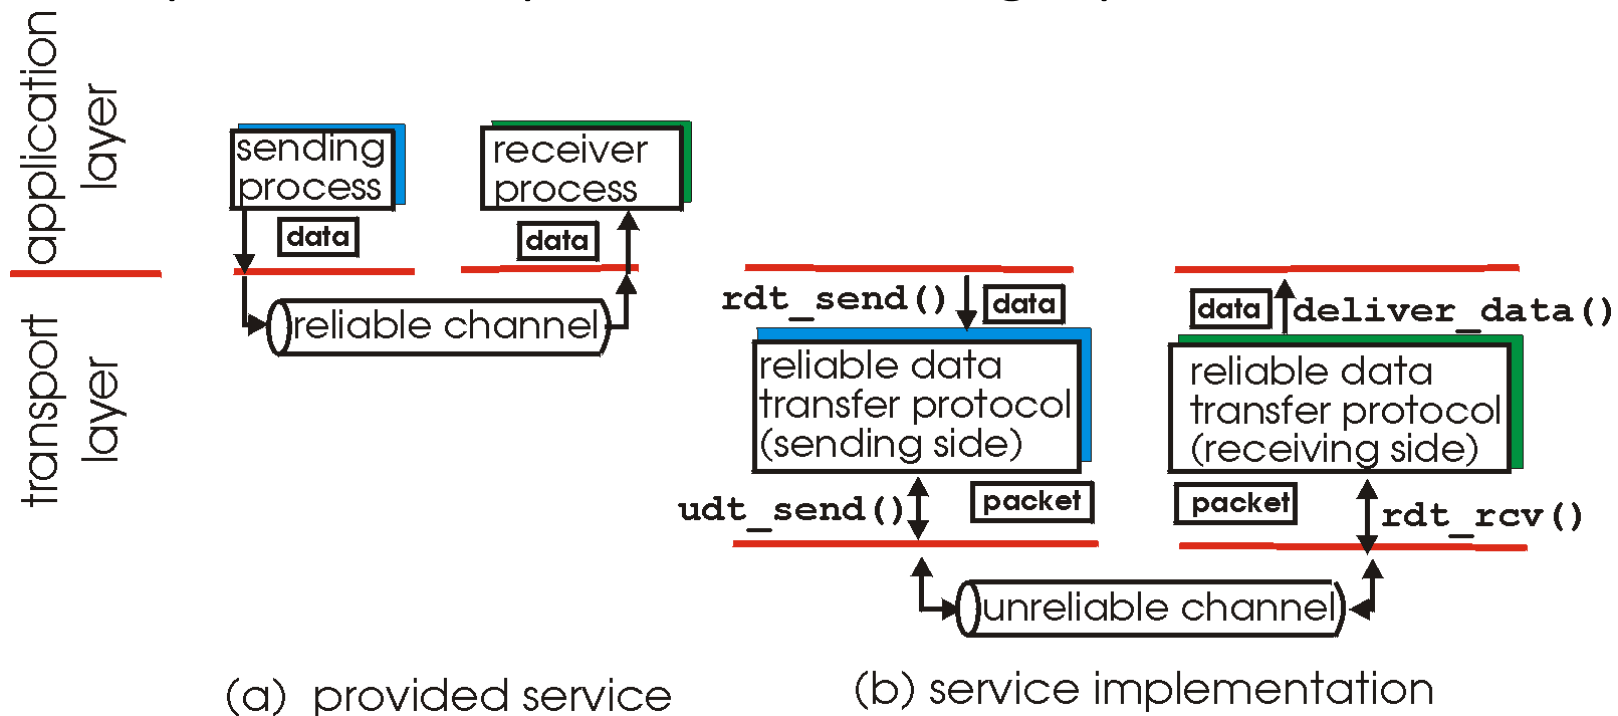 application
layer
transport
layer
sending
process
receiver
process
data
data
reliable channel
(a) provided service
rdt_send()
data
data
deliver_data()
reliable data
transfer protocol
(sending side)
reliable data
transfer protocol
(receiving side)
udt_send()
packet
packet
rdt_rcv()
unreliable channel
(b) service implementation